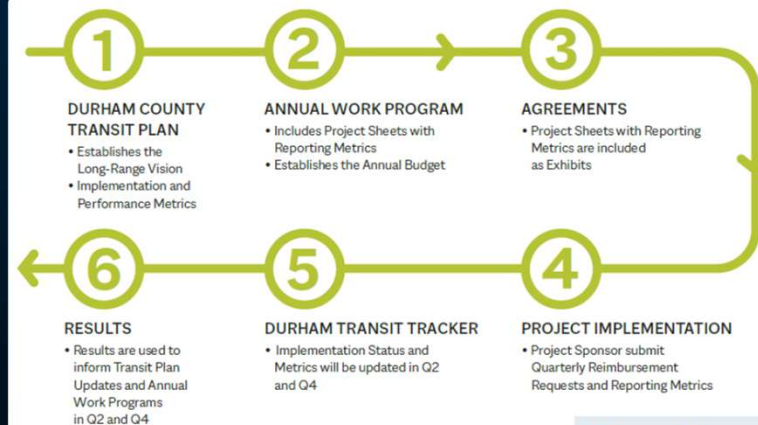 1
DURHAM COUNTY
TRANSIT PLAN
• Establishes the
Long-Range Vision
• Implementation and
Performance Metrics
2
ANNUAL WORK PROGRAM
• Includes Project Sheets with
Reporting Metrics
• Establishes the Annual Budget
3
AGREEMENTS
• Project Sheets with Reporting
Metrics are included
as Exhibits
4
PROJECT IMPLEMENTATION
• Project Sponsor submit
Quarterly Reimbursement
Requests and Reporting Metrics
5
DURHAM TRANSIT TRACKER
• Implementation Status and
Metrics will be updated in Q2
and Q4
6
RESULTS
• Results are used to
inform Transit Plan
Updates and Annual
Work Programs
in Q2 and Q4